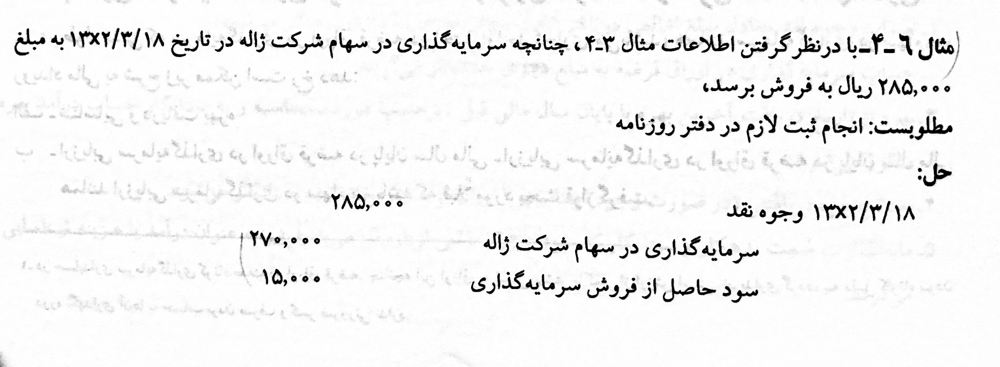 مثال ٦ ـ ۴ ـ با درنظر گرفتن اطلاعات مثال ۳ـ۴ ، چنانچه سرمایه‌گذاری در سهام شرکت ژاله در تاریخ ۱۳x۲/۳/۱۸ به مبلغ
۲۸۵,۰۰۰ ریال به فروش برسد،
مطلوبست: انجام ثبت لازم در دفتر روزنامه
حل:
۱۳x۲/۳/۱۸ وجوه نقد ۲۸۵,۰۰۰
سرمایه‌گذاری در سهام شرکت ژاله ۲۷۰,۰۰۰
سود حاصل از فروش سرمایه‌گذاری ۱۵,۰۰۰